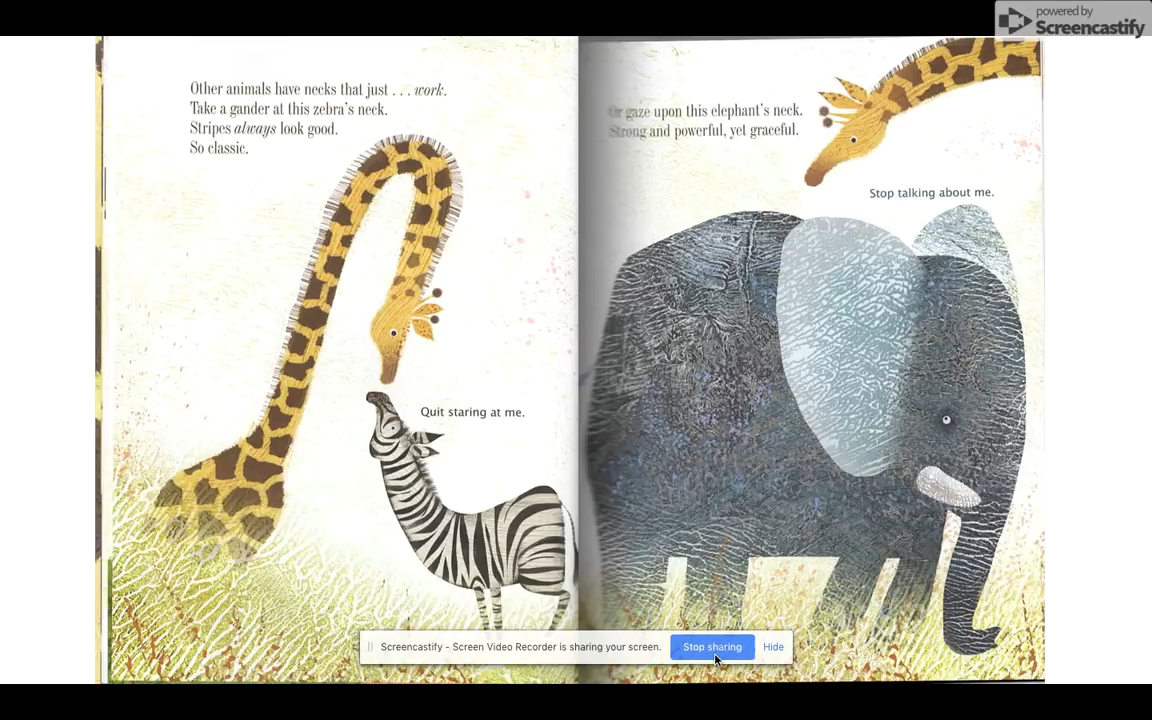 powered by
Screencastify
Other animals have necks that just . . . work.
Take a gander at this zebra's neck.
Stripes always look good.
So classic.
Or gaze upon this elephant's neck.
Strong and powerful, yet graceful.
Stop talking about me.
Quit staring at me.
Screencastify - Screen Video Recorder is sharing your screen.
Stop sharing
Hide